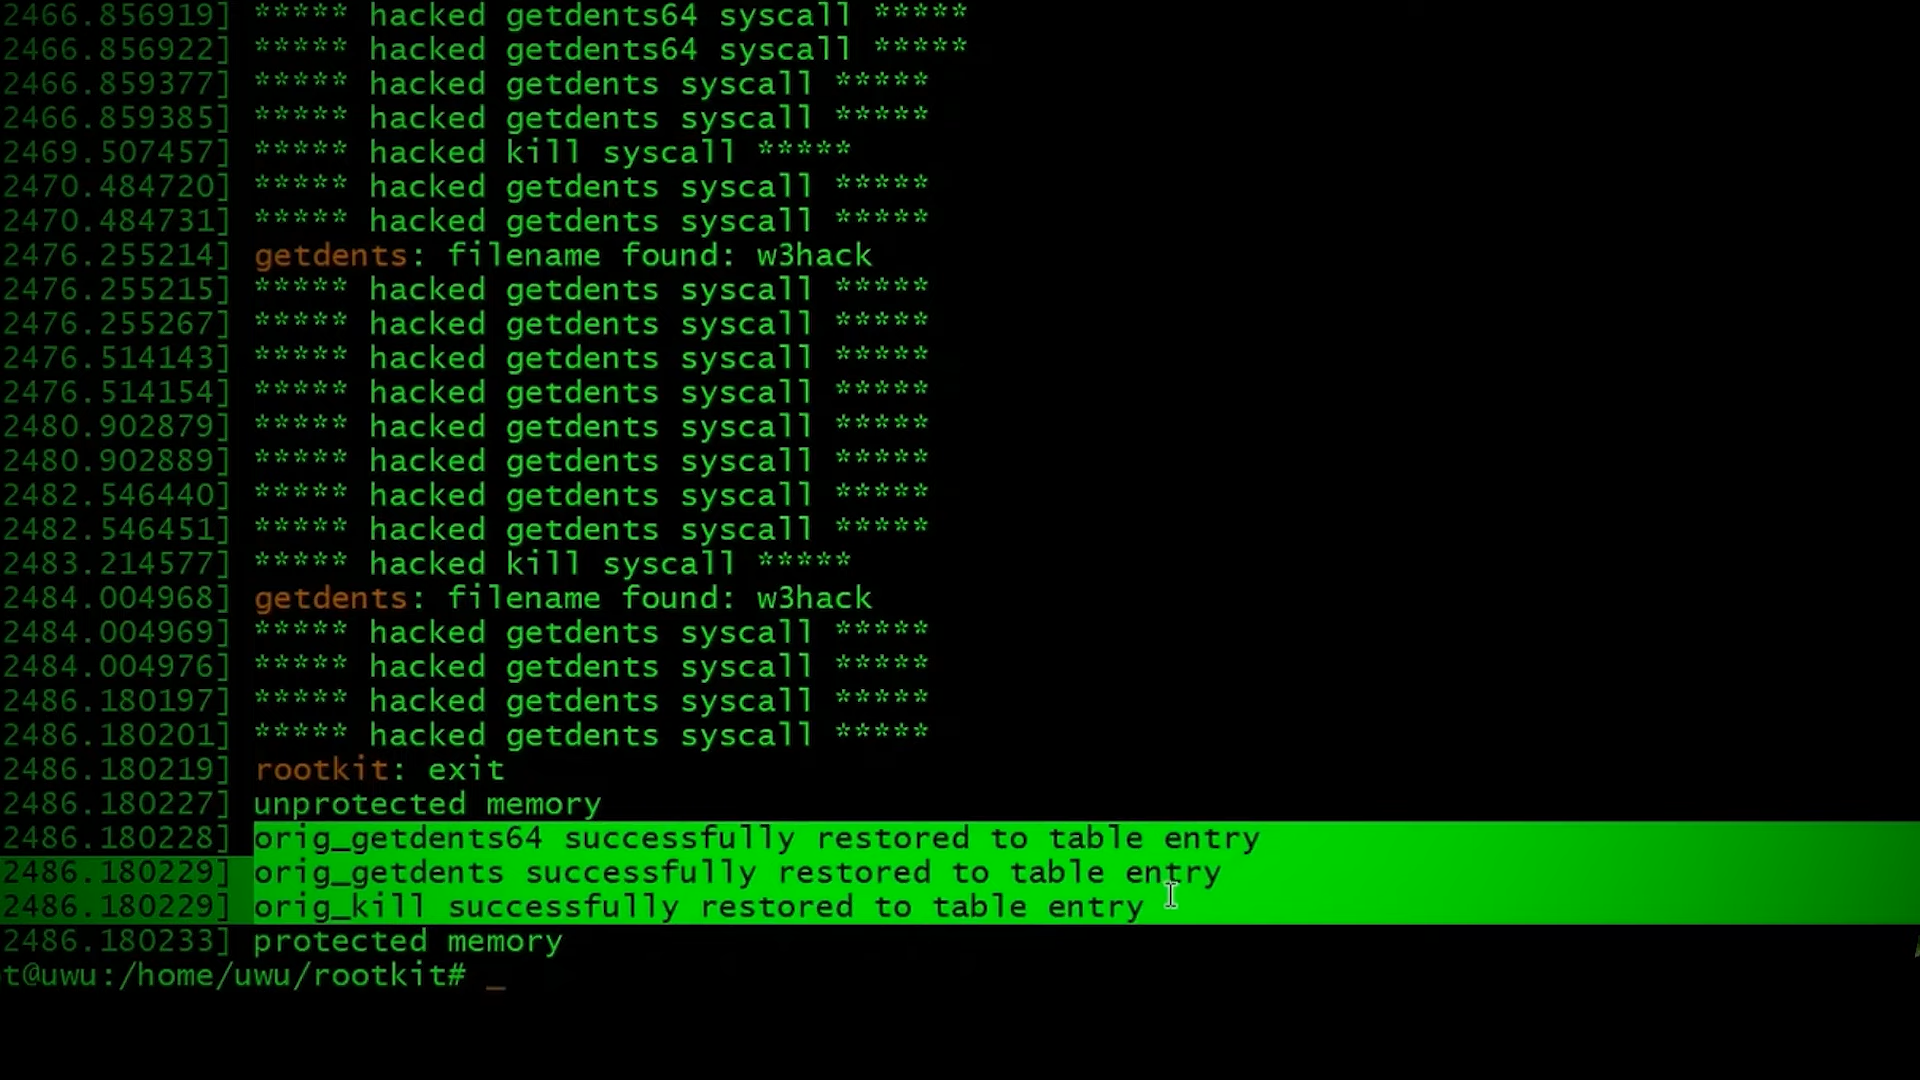 2466.856919] ***** hacked getdents64 syscall *****
2466.856922] ***** hacked getdents64 syscall *****
2466.859377] ***** hacked getdents syscall *****
2466.859385] ***** hacked getdents syscall *****
2469.507457] ***** hacked kill syscall *****
2470.484720] ***** hacked getdents syscall *****
2470.484731] ***** hacked getdents syscall *****
2476.255214] getdents: filename found: w3hack
2476.255215] ***** hacked getdents syscall *****
2476.255267] ***** hacked getdents syscall *****
2476.514143] ***** hacked getdents syscall *****
2476.514154] ***** hacked getdents syscall *****
2480.902879] ***** hacked getdents syscall *****
2480.902889] ***** hacked getdents syscall *****
2482.546440] ***** hacked getdents syscall *****
2482.546451] ***** hacked getdents syscall *****
2483.214577] ***** hacked kill syscall *****
2484.004968] getdents: filename found: w3hack
2484.004969] ***** hacked getdents syscall *****
2484.004976] ***** hacked getdents syscall *****
2486.180197] ***** hacked getdents syscall *****
2486.180201] ***** hacked getdents syscall *****
2486.180219] rootkit: exit
2486.180227] unprotected memory
2486.180228] orig_getdents64 successfully restored to table entry
2486.180229] orig_getdents successfully restored to table entry
2486.180229] orig_kill successfully restored to table entry
2486.180233] protected memory
t@uwu:/home/uwu/rootkit# _